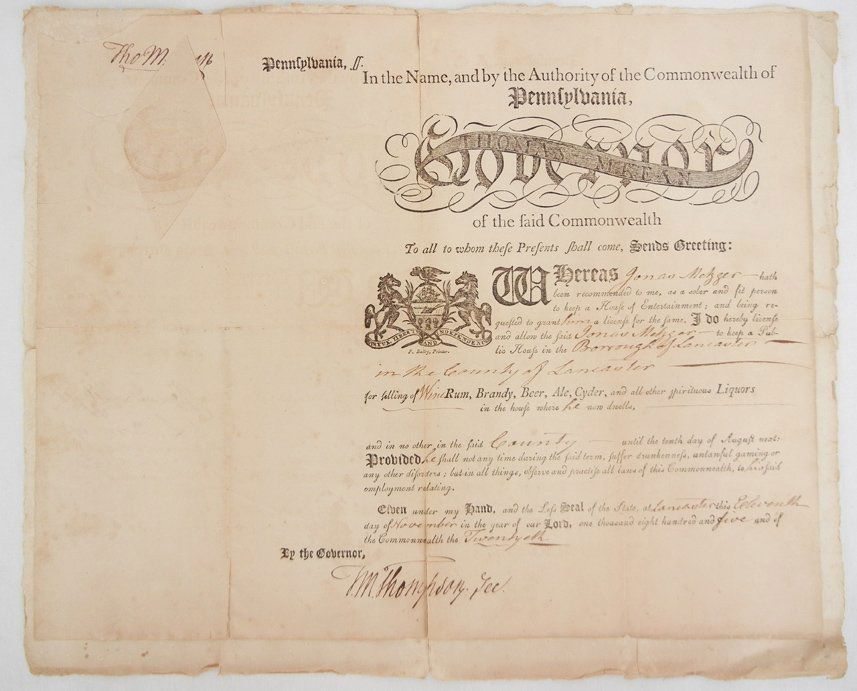 Tho M
Pennsylvania, ſſ.
In the Name, and by the Authority of the Commonwealth of
Pennſylvania,
THOMAS M‘KEAN
Governor
of the ſaid Commonwealth
To all to whom theſe Preſents ſhall come, Sends Greeting:
WHereas Jonas Metzger hath
been recommended to me, as a ſober and fit perſon
to keep a Houſe of Entertainment; and being re-
queſted to grant him a licenſe for the ſame. I do hereby licenſe
and allow the ſaid Jonas Metzger to keep a Pub-
lic Houſe in the Borrough of Lancaster
in the County of Lancaster
for ſelling of Wine Rum, Brandy, Beer, Ale, Cyder, and all other ſpirituous Liquors
in the houſe where he now dwells,
and in no other in the ſaid County until the tenth day of Auguſt next:
Provided he ſhall not any time during the ſaid term, ſuffer drunkenneſs, unlawful gaming or
any other diſorders; but in all things, obſerve and practiſe all laws of this Commonwealth, to his ſaid
employment relating.
VIRTUE LIBERTY AND INDEPENDENCE
F. Bailey, Printer.
Given under my Hand, and the Leſs Seal of the State, at Lancaster this Eleventh
day of November in the year of our Lord, one thouſand eight hundred and five and of
the Commonwealth the Twentyeth
By the Governor,
T.M. Thompson, Sec.